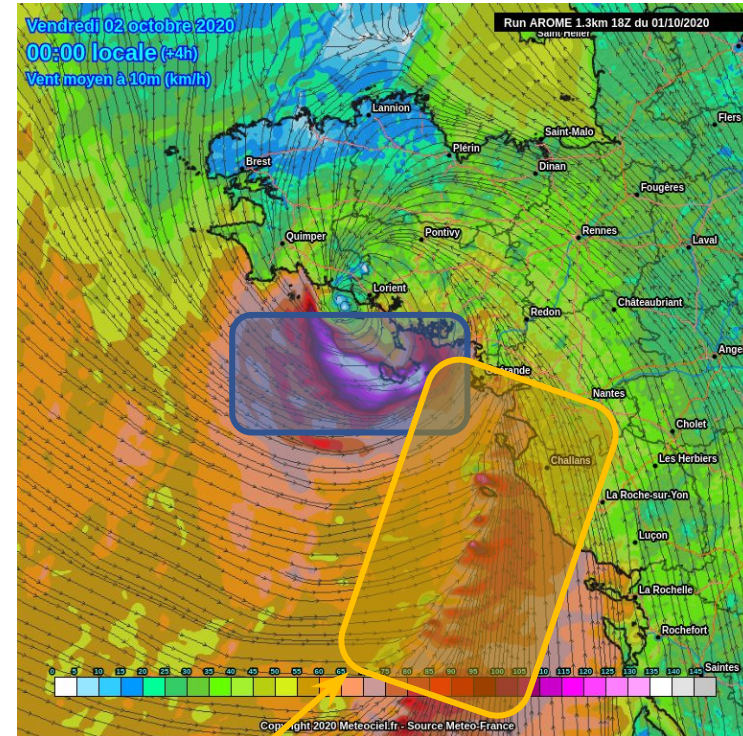 Vendredi 02 octobre 2020
Run AROME 1.3km 18Z du 01/10/2020
00:00 locale (+4h)
Vent moyen à 10m (km/h)
Saint Helier
Lannion
Flers
Saint-Malo
Plérin
Brest
Dinan
Fougères
Quimper
Pontivy
Rennes
Laval
Lorient
Châteaubriant
Redon
Ange
érande
Nantes
Cholet
Challans
Les Herbiers
La Roche-sur-Yon
Luçon
La Rochelle
Rochefort
Saintes
0 5 10 15 20 25 30 35 40 45 50 55 60 65 75 80 85 90 95 100 105 110 115 120 125 130 135 140 145
Copyright 2020 Meteociel.fr - Source Meteo-France